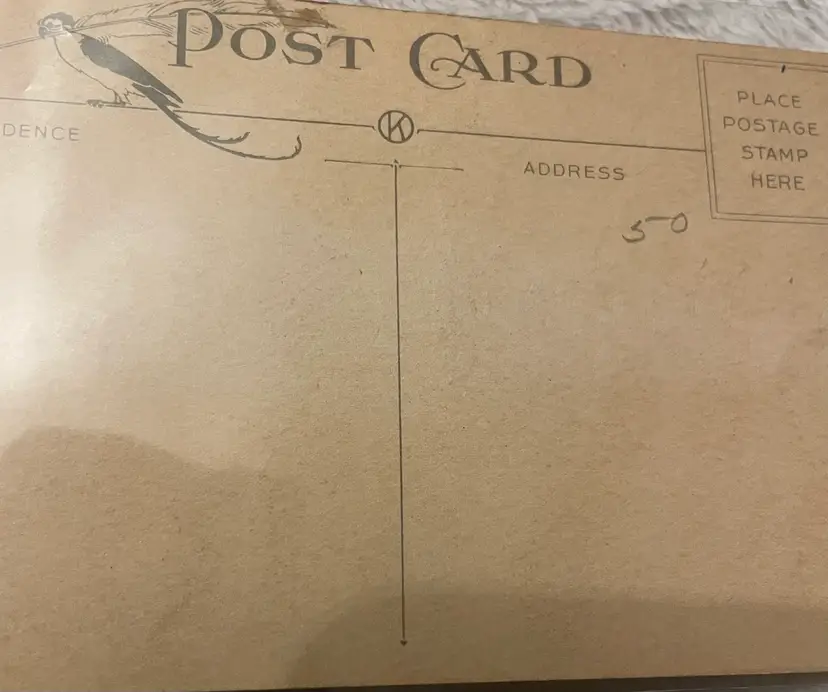 POST CARD
K
DENCE
ADDRESS
PLACE
POSTAGE
STAMP
HERE
50